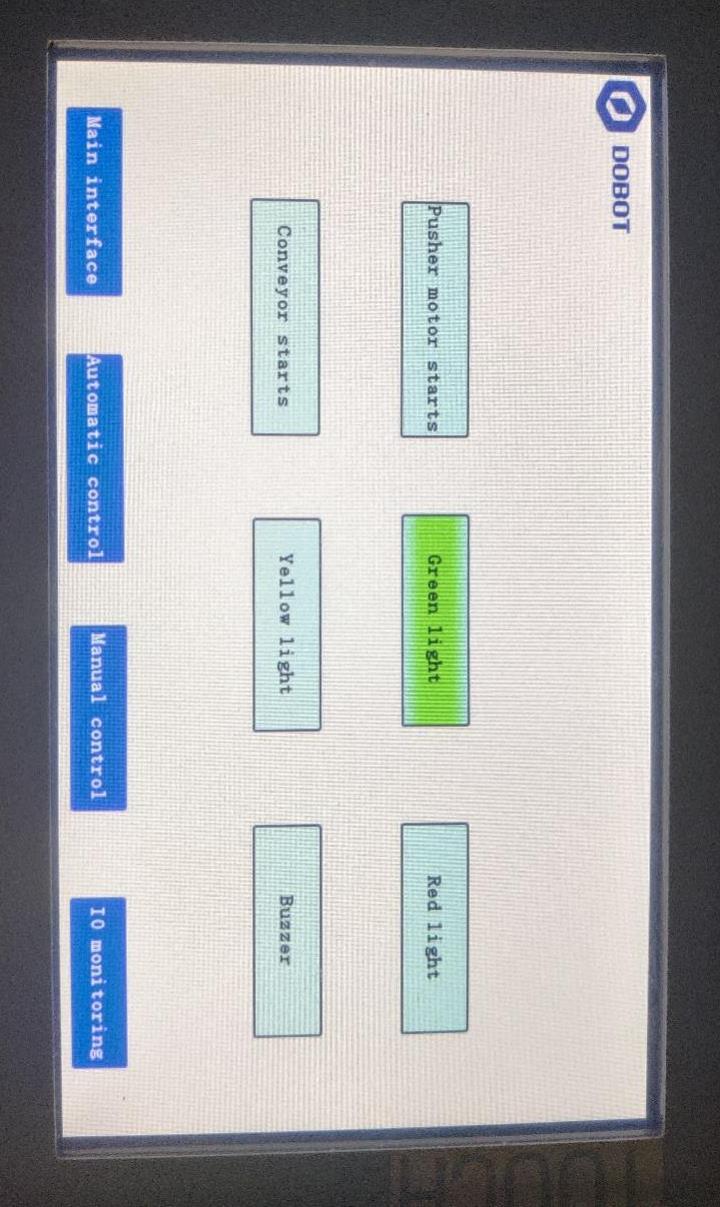 DOBOT
Pusher motor starts
Green light
Red light
Conveyor starts
Yellow light
Buzzer
Main interface
Automatic control
Manual control
IO monitoring
TOUCH